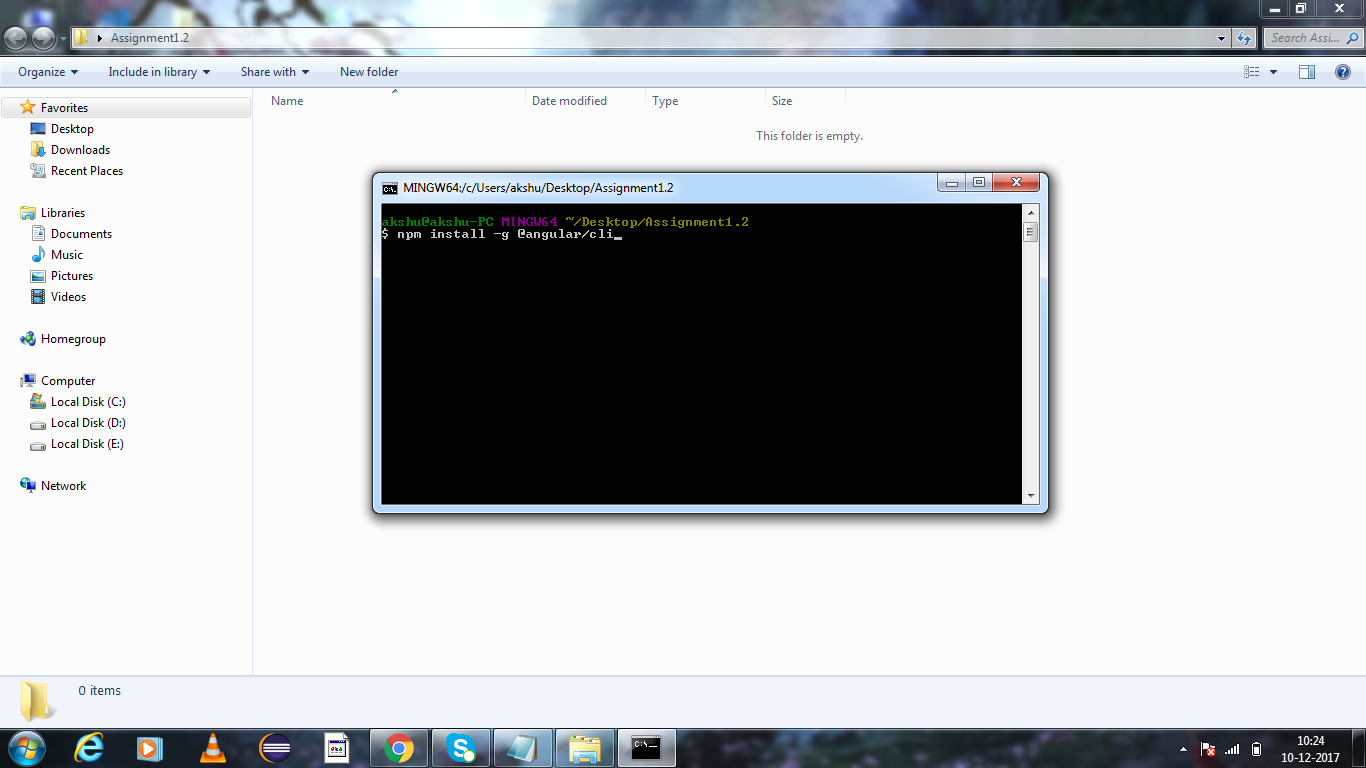 Assignment1.2
Search Assi...
Organize Include in library Share with New folder
Name Date modified Type Size
This folder is empty.
Favorites
Desktop
Downloads
Recent Places
Libraries
Documents
Music
Pictures
Videos
Homegroup
Computer
Local Disk (C:)
Local Disk (D:)
Local Disk (E:)
Network
MINGW64:/c/Users/akshu/Desktop/Assignment1.2
akshu@akshu-PC MINGW64 ~/Desktop/Assignment1.2
$ npm install -g @angular/cli
0 items
10:24
10-12-2017